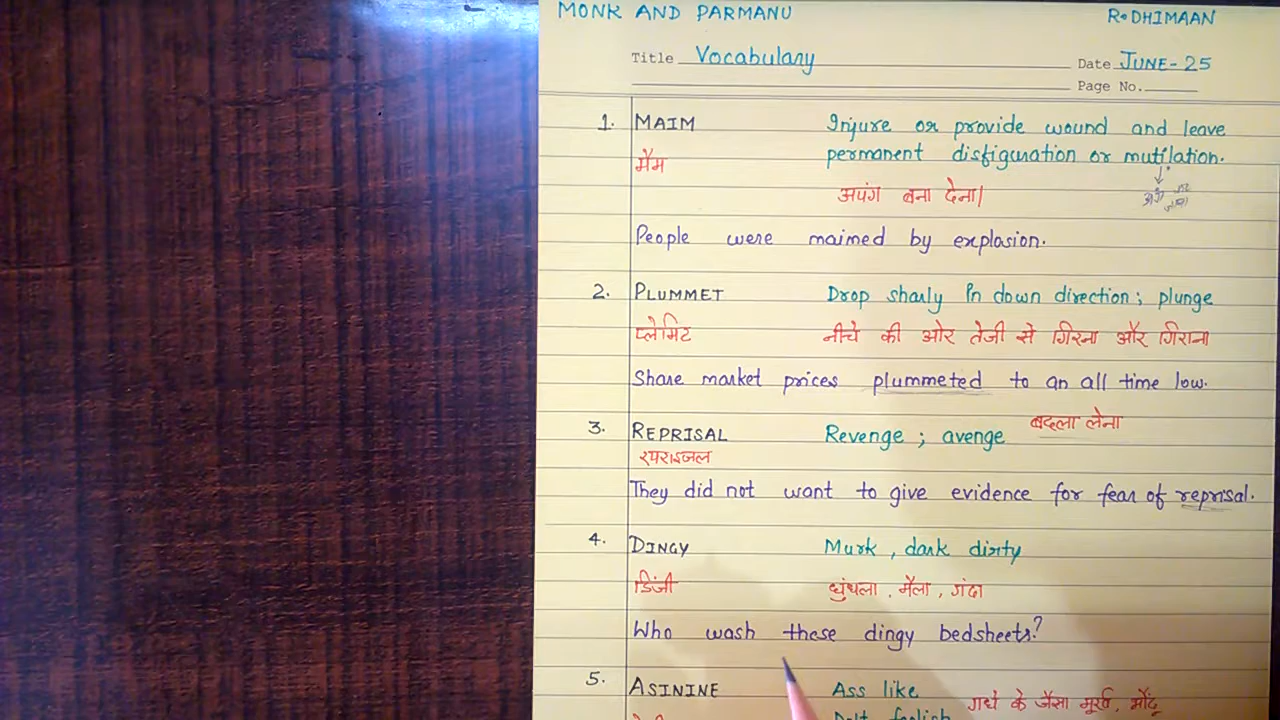 MONK AND PARMANU R. DHIMAAN
Title Vocabulary Date JUNE-25
Page No.
1. MAIM Injure or provide wound and leave
मैम permanent disfiguration or mutilation.
अपंग बना देना।
People were maimed by explosion.
2. PLUMMET Drop sharly in down direction; plunge
प्लेमिट नीचे की ओर तेजी से गिरना और गिराना
Share market prices plummeted to an all time low.
3. REPRISAL Revenge ; avenge बदला लेना
रपराइजल
They did not want to give evidence for fear of reprisal.
4. DINGY Murk, dark dirty
डिंजी धुंधला, मैला, गंदा
Who wash these dingy bedsheets?
5. ASININE Ass like गधे के जैसा मूर्ख, भोंदू
foolish